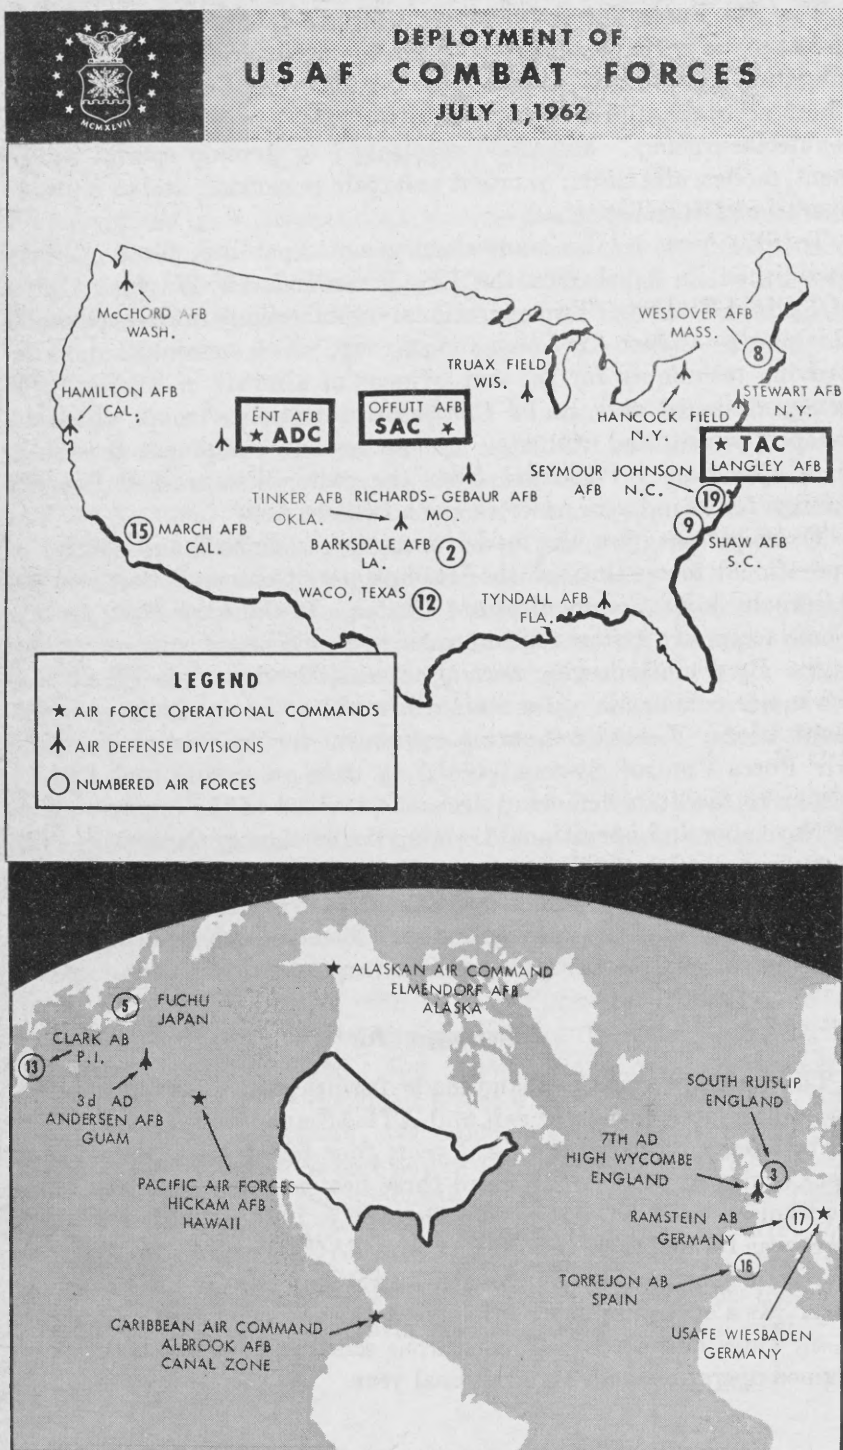 MCMXLVII
DEPLOYMENT OF
USAF COMBAT FORCES
JULY 1,1962
McCHORD AFB
WASH.
WESTOVER AFB
MASS.
8
TRUAX FIELD
WIS.
HAMILTON AFB
CAL.
ENT AFB
★ ADC
OFFUTT AFB
SAC ★
HANCOCK FIELD
N.Y.
STEWART AFB
N.Y.
★ TAC
LANGLEY AFB
SEYMOUR JOHNSON
AFB N.C.
19
TINKER AFB
OKLA.
RICHARDS-GEBAUR AFB
MO.
15
MARCH AFB
CAL.
BARKSDALE AFB
LA.
2
9
SHAW AFB
S.C.
WACO, TEXAS
12
TYNDALL AFB
FLA.
LEGEND
★ AIR FORCE OPERATIONAL COMMANDS
AIR DEFENSE DIVISIONS
NUMBERED AIR FORCES
ALASKAN AIR COMMAND
ELMENDORF AFB
ALASKA
5
FUCHU
JAPAN
CLARK AB
P.I.
13
3d AD
ANDERSEN AFB
GUAM
PACIFIC AIR FORCES
HICKAM AFB
HAWAII
SOUTH RUISLIP
ENGLAND
3
7TH AD
HIGH WYCOMBE
ENGLAND
RAMSTEIN AB
GERMANY
17
TORREJON AB
SPAIN
16
USAFE WIESBADEN
GERMANY
CARIBBEAN AIR COMMAND
ALBROOK AFB
CANAL ZONE